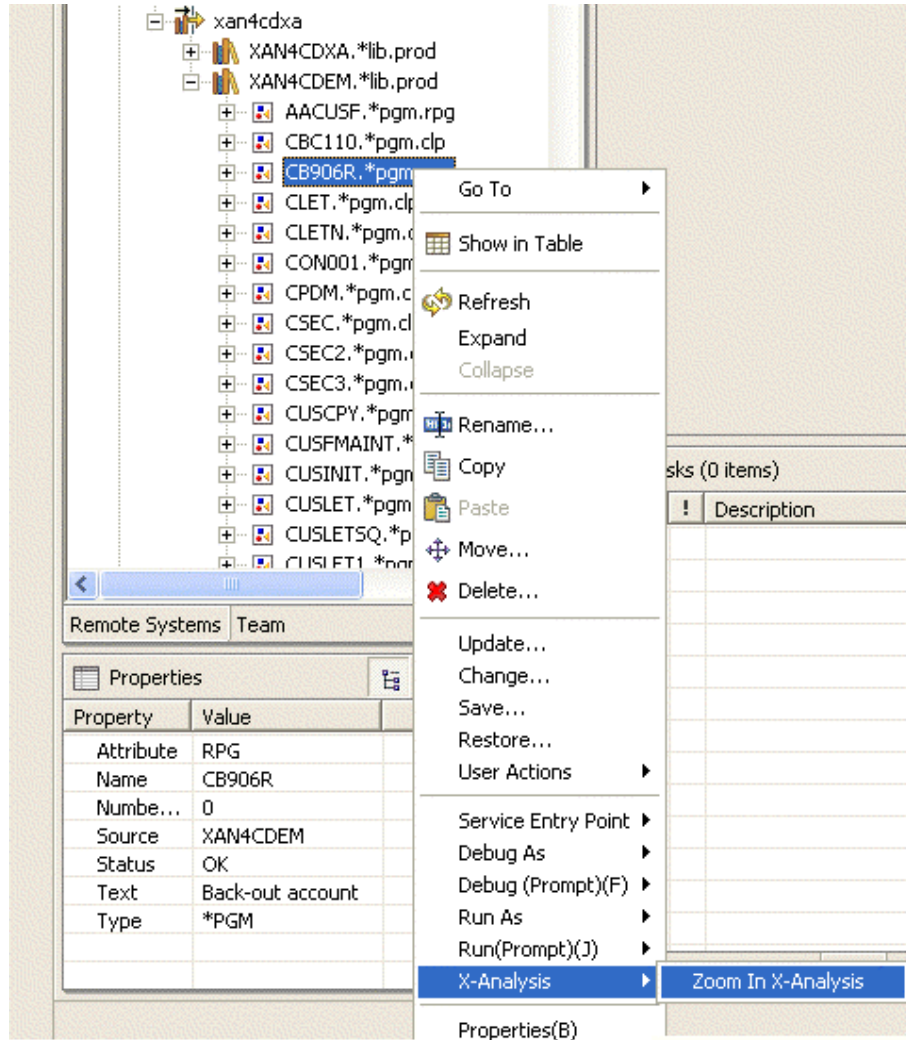 xan4cdxa
XAN4CDXA.*lib.prod
XAN4CDEM.*lib.prod
AACUSF.*pgm.rpg
CBC110.*pgm.clp
CB906R.*pgm
CLET.*pgm.clp
CLETN.*pgm.
CON001.*pgm
CPDM.*pgm.c
CSEC.*pgm.cl
CSEC2.*pgm.
CSEC3.*pgm.
CUSCPY.*pgm
CUSFMAINT.*
CUSINIT.*pgm
CUSLET.*pgm
CUSLETSQ.*p
CUSLET1.*pgm
Remote Systems Team
Properties
Property Value
Attribute RPG
Name CB906R
Numbe... 0
Source XAN4CDEM
Status OK
Text Back-out account
Type *PGM
Go To
Show in Table
Refresh
Expand
Collapse
Rename...
Copy
Paste
Move...
Delete...
Update...
Change...
Save...
Restore...
User Actions
Service Entry Point
Debug As
Debug (Prompt)(F)
Run As
Run(Prompt)(J)
X-Analysis
Properties(B)
Zoom In X-Analysis
sks (0 items)
! Description